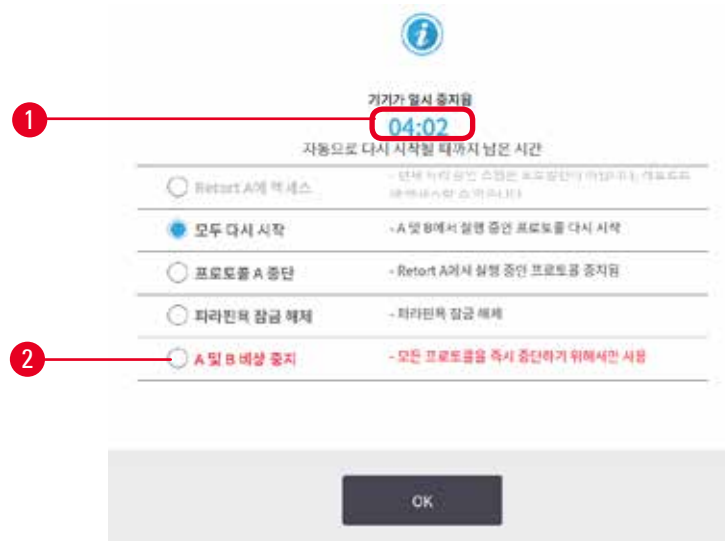 기기가 일시 중지됨
1
04:02
자동으로 다시 시작될 때까지 남은 시간
Retort A에 액세스
모두 다시 시작 - A 및 B에서 실행 중인 프로토콜 다시 시작
프로토콜 A 중단 - Retort A에서 실행 중인 프로토콜 중지됨
파라핀욕 잠금 해제 - 파라핀욕 잠금 해제
2
A 및 B 비상 중지 - 모든 프로토콜을 즉시 중단하기 위해서만 사용
OK